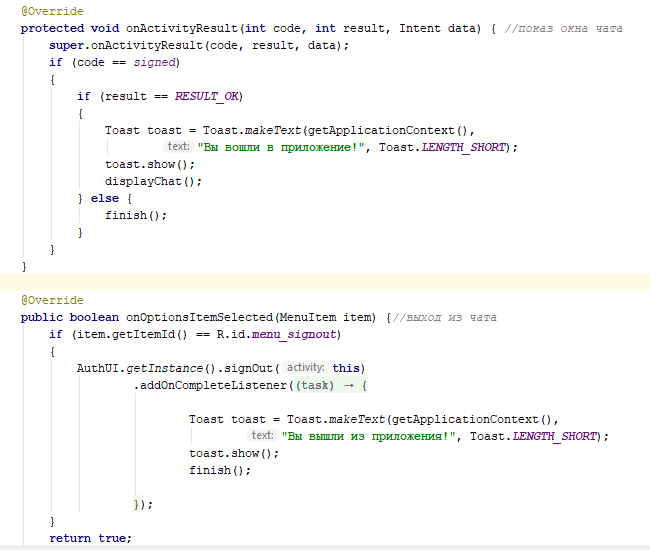 @Override
protected void onActivityResult(int code, int result, Intent data) { //показ окна чата
super.onActivityResult(code, result, data);
if (code == signed)
{
if (result == RESULT_OK)
{
Toast toast = Toast.makeText(getApplicationContext(),
text: "Вы вошли в приложение!", Toast.LENGTH_SHORT);
toast.show();
displayChat();
} else {
finish();
}
}
}
@Override
public boolean onOptionsItemSelected(MenuItem item) {//выход из чата
if (item.getItemId() == R.id.menu_signout)
{
AuthUI.getInstance().signOut( activity: this)
.addOnCompleteListener((task) → {
Toast toast = Toast.makeText(getApplicationContext(),
text: "Вы вышли из приложения!", Toast.LENGTH_SHORT);
toast.show();
finish();
});
}
return true;